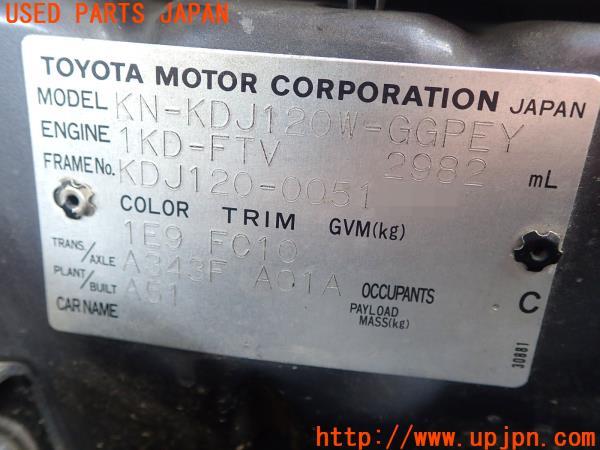 USED PARTS JAPAN
TOYOTA MOTOR CORPORATION JAPAN
MODEL KN-KDJ120W-GGPEY
ENGINE 1KD-FTV 2982 mL
FRAME No. KDJ120-0051
COLOR TRIM GVM(kg)
1E9 FC10
TRANS./AXLE A343F A01A
PLANT/BUILT A51
OCCUPANTS
C
CAR NAME
PAYLOAD MASS(kg)
30881
http://www.upjpn.com/